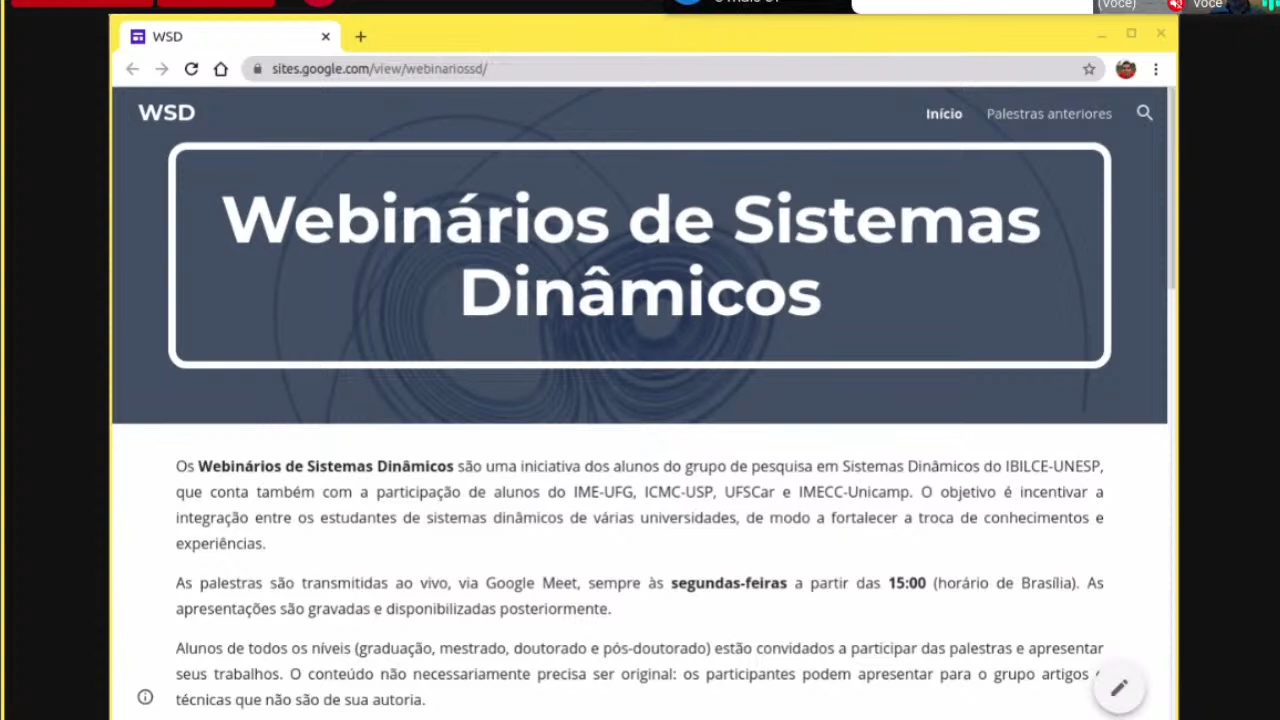 (Você)
Você
WSD
sites.google.com/view/webinariossd/
WSD
Início
Palestras anteriores
Webinários de Sistemas
Dinâmicos
Os Webinários de Sistemas Dinâmicos são uma iniciativa dos alunos do grupo de pesquisa em Sistemas Dinâmicos do IBILCE-UNESP,
que conta também com a participação de alunos do IME-UFG, ICMC-USP, UFSCar e IMECC-Unicamp. O objetivo é incentivar a
integração entre os estudantes de sistemas dinâmicos de várias universidades, de modo a fortalecer a troca de conhecimentos e
experiências.
As palestras são transmitidas ao vivo, via Google Meet, sempre às segundas-feiras a partir das 15:00 (horário de Brasília). As
apresentações são gravadas e disponibilizadas posteriormente.
Alunos de todos os níveis (graduação, mestrado, doutorado e pós-doutorado) estão convidados a participar das palestras e apresentar
seus trabalhos. O conteúdo não necessariamente precisa ser original: os participantes podem apresentar para o grupo artigos
técnicas que não são de sua autoria.